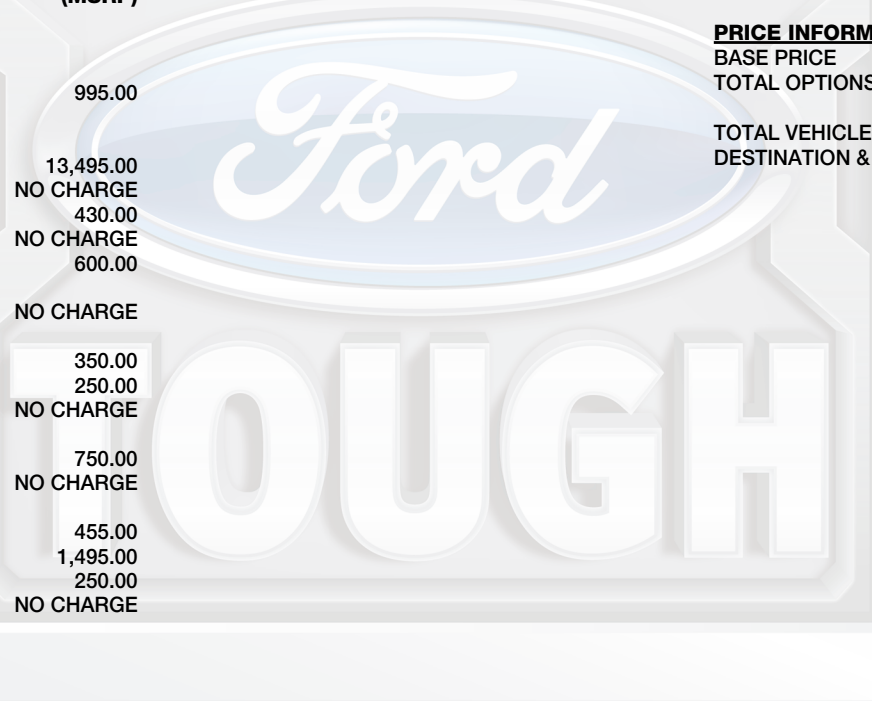 (MSRP)
995.00
13,495.00
NO CHARGE
430.00
NO CHARGE
600.00
NO CHARGE
350.00
250.00
NO CHARGE
750.00
NO CHARGE
455.00
1,495.00
250.00
NO CHARGE
PRICE INFORM
BASE PRICE
TOTAL OPTIONS
TOTAL VEHICLE
DESTINATION &
Ford
TOUGH